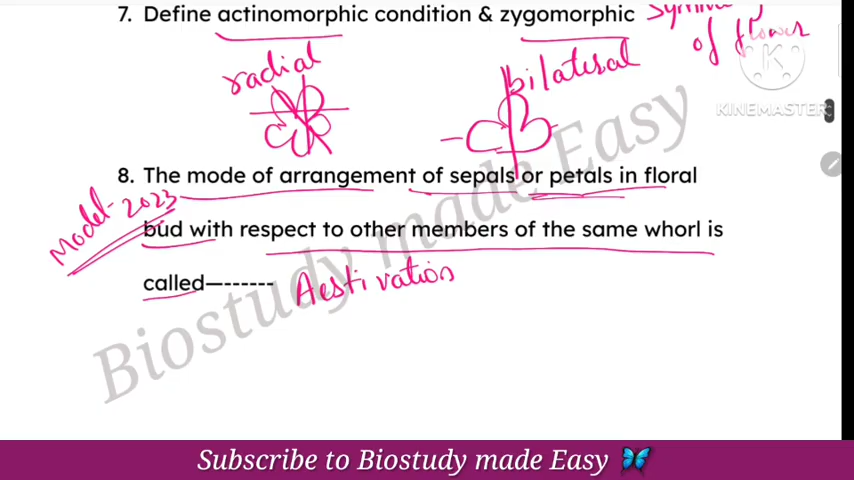 7. Define actinomorphic condition & zygomorphic
of flower
radial
bilateral
KINEMASTER
8. The mode of arrangement of sepals or petals in floral
Model-2023
bud with respect to other members of the same whorl is
called—------ Aestivation
Biostudy made Easy
Subscribe to Biostudy made Easy 🦋